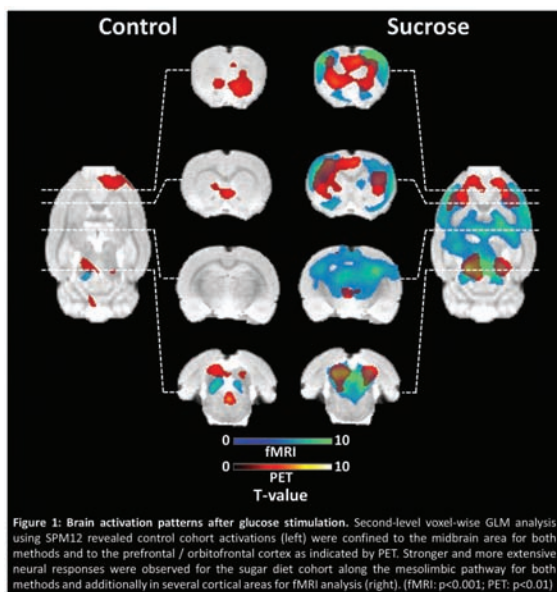 Control Sucrose
0 10
fMRI
0 10
PET
T-value
Figure 1: Brain activation patterns after glucose stimulation. Second-level voxel-wise GLM analysis
using SPM12 revealed control cohort activations (left) were confined to the midbrain area for both
methods and to the prefrontal / orbitofrontal cortex as indicated by PET. Stronger and more extensive
neural responses were observed for the sugar diet cohort along the mesolimbic pathway for both
methods and additionally in several cortical areas for fMRI analysis (right). (fMRI: p<0.001; PET: p<0.01)